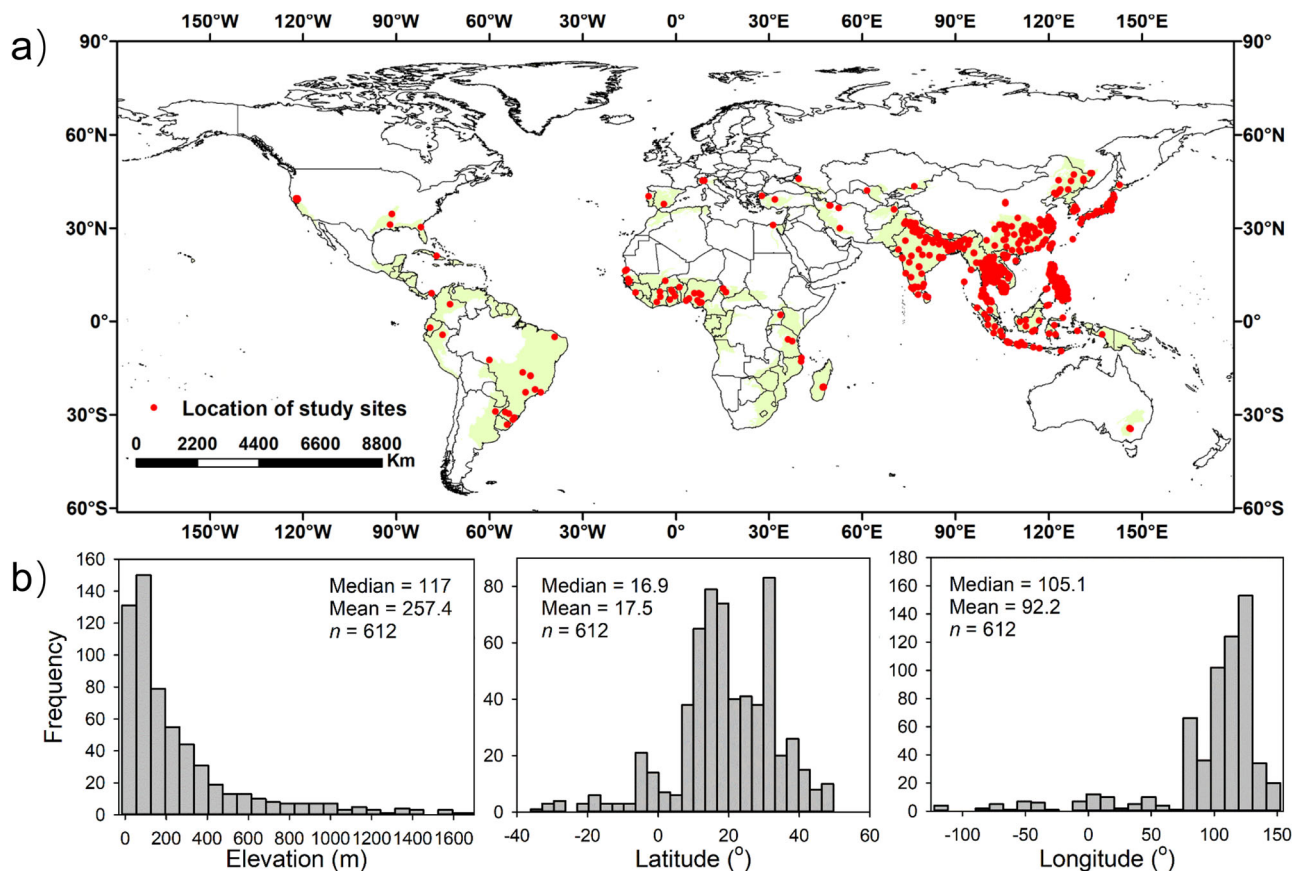 a)
150°W 120°W 90°W 60°W 30°W 0° 30°E 60°E 90°E 120°E 150°E
90° 90°
60°N 60°N
30°N 30°N
0° 0°
30°S 30°S
60°S 60°S
Location of study sites
0 2200 4400 6600 8800
Km
150°W 120°W 90°W 60°W 30°W 0° 30°E 60°E 90°E 120°E 150°E
b)
Frequency
160
140
120
100
80
60
40
20
0
Median = 117
Mean = 257.4
n = 612
0 200 400 600 800 1000 1400
Elevation (m)
80
60
40
20
0
Median = 16.9
Mean = 17.5
n = 612
-40 -20 0 20 40 60
Latitude (°)
180
160
140
120
100
80
60
40
20
0
Median = 105.1
Mean = 92.2
n = 612
-100 -50 0 50 100 150
Longitude (°)